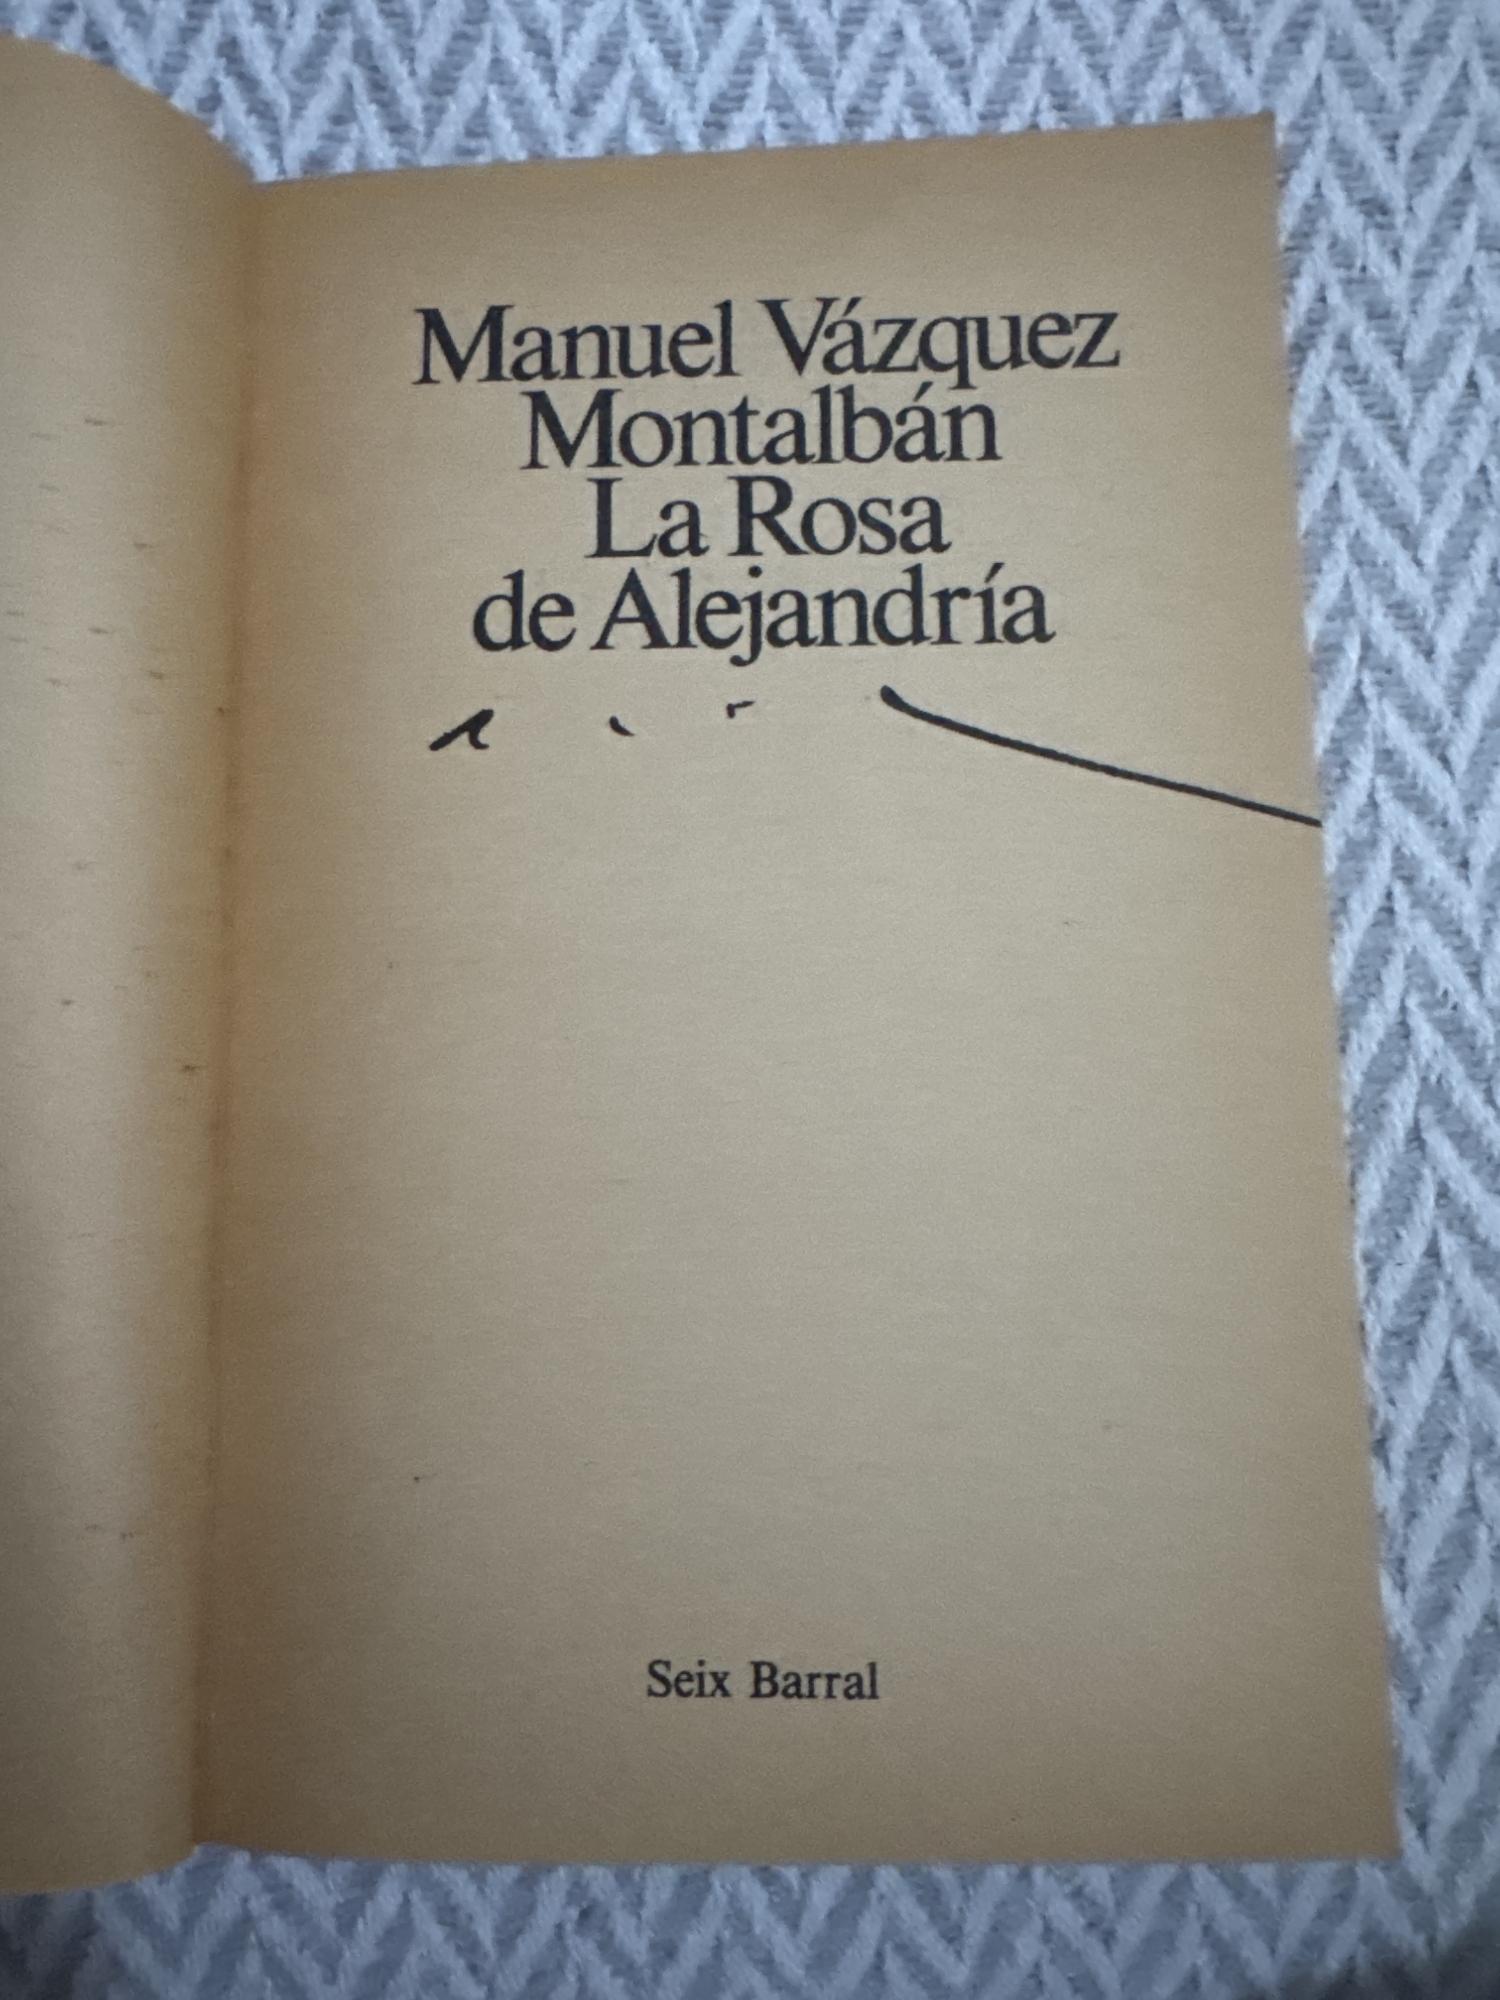 Manuel Vázquez
Montalbán
La Rosa
de Alejandría
Seix Barral